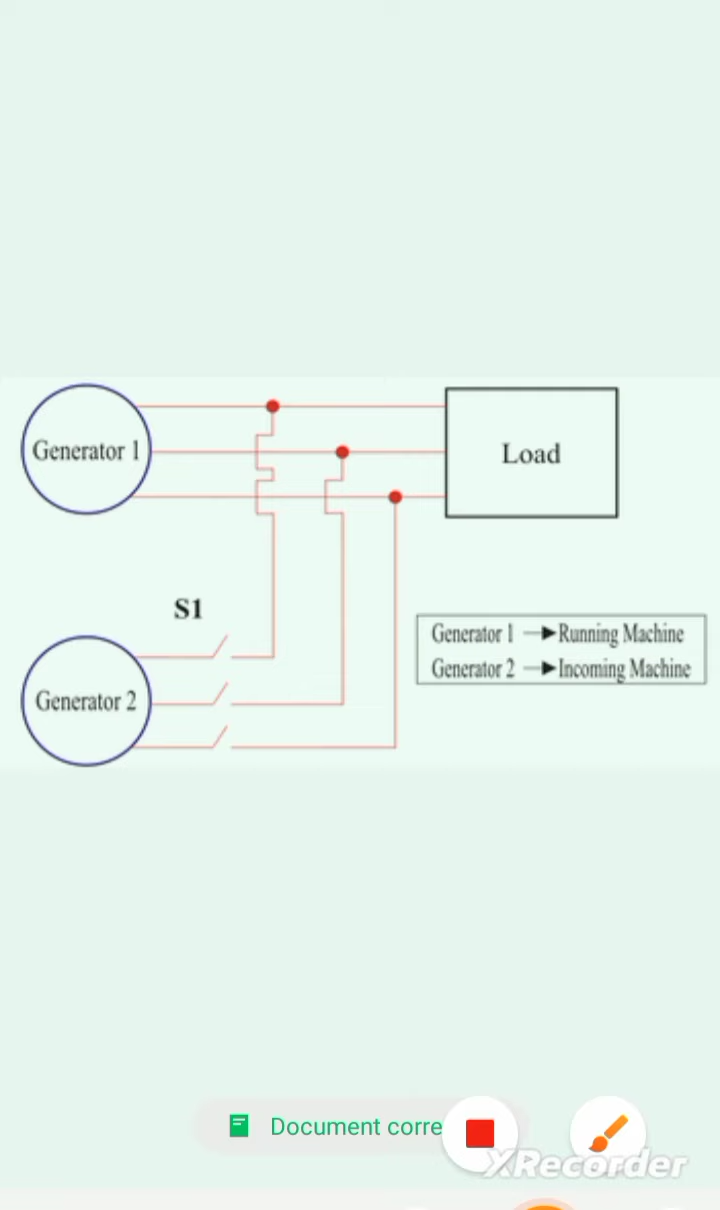 Generator 1
Load
S1
Generator 1 → Running Machine
Generator 2 → Incoming Machine
Generator 2
Document corre
XRecorder